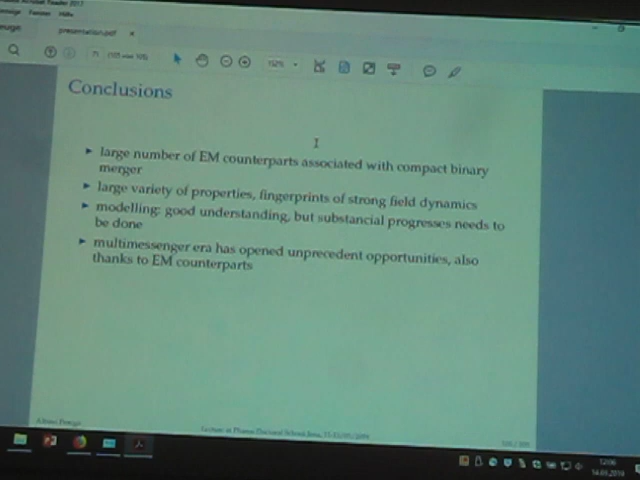 presentation.pdf
Conclusions
large number of EM counterparts associated with compact binary
merger
large variety of properties, fingerprints of strong field dynamics
modelling: good understanding, but substancial progresses needs to
be done
multimessenger era has opened unprecedent opportunities, also
thanks to EM counterparts
12:06